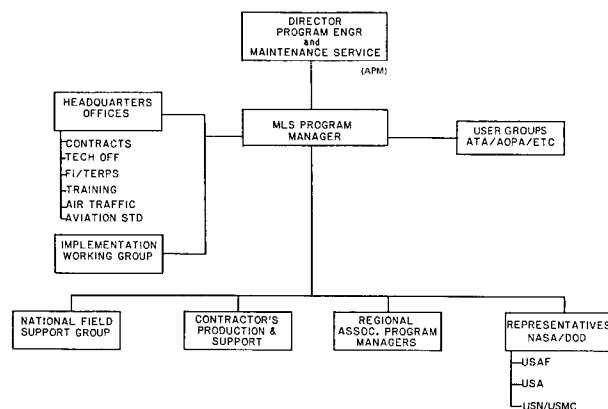 DIRECTOR
PROGRAM ENGR
and
MAINTENANCE SERVICE
(APM)
HEADQUARTERS
OFFICES
CONTRACTS
TECH OFF
FI/TERPS
TRAINING
AIR TRAFFIC
AVIATION STD
MLS PROGRAM
MANAGER
USER GROUPS
ATA/AOPA/ETC
IMPLEMENTATION
WORKING GROUP
NATIONAL FIELD
SUPPORT GROUP
CONTRACTOR'S
PRODUCTION &
SUPPORT
REGIONAL
ASSOC. PROGRAM
MANAGERS
REPRESENTATIVES
NASA/DOD
USAF
USA
USN/USMC